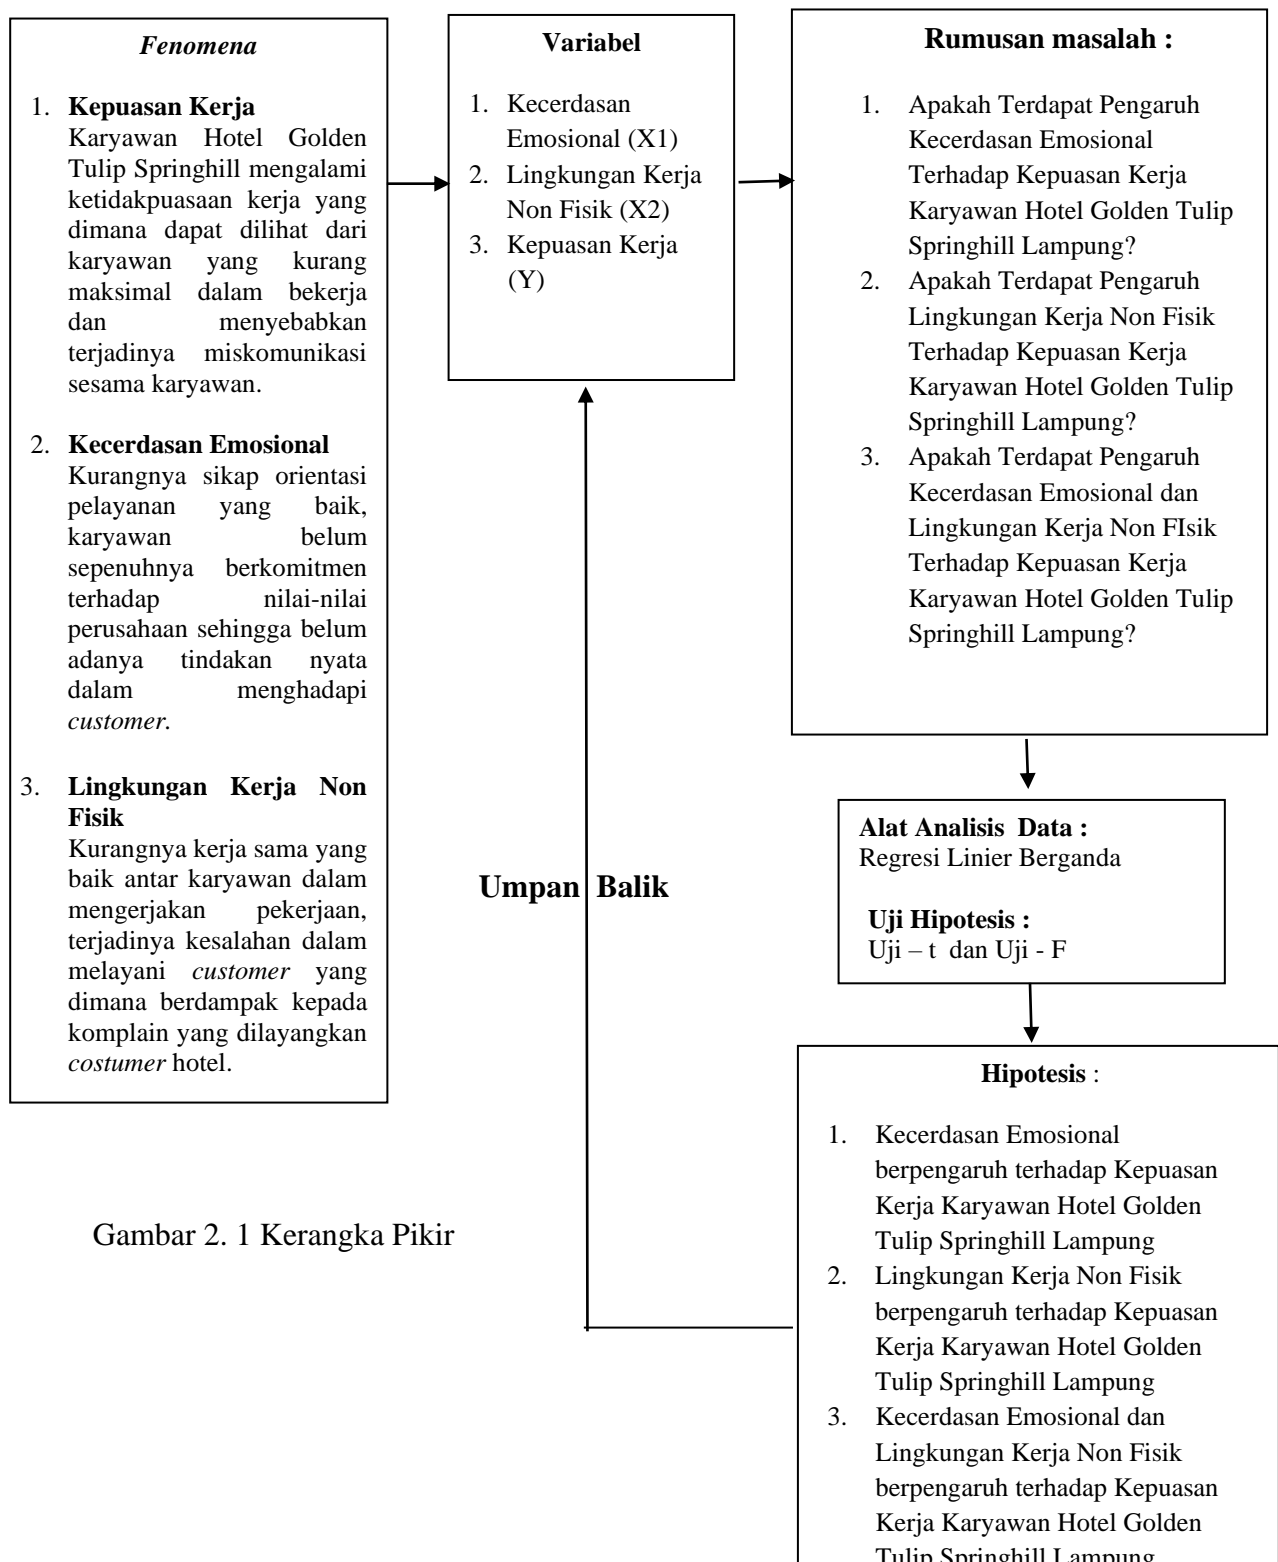 Fenomena
1. Kepuasan Kerja
Karyawan Hotel Golden
Tulip Springhill mengalami
ketidakpuasaan kerja yang
dimana dapat dilihat dari
karyawan yang kurang
maksimal dalam bekerja
dan menyebabkan
terjadinya miskomunikasi
sesama karyawan.
2. Kecerdasan Emosional
Kurangnya sikap orientasi
pelayanan yang baik,
karyawan belum
sepenuhnya berkomitmen
terhadap nilai-nilai
perusahaan sehingga belum
adanya tindakan nyata
dalam menghadapi
customer.
3. Lingkungan Kerja Non
Fisik
Kurangnya kerja sama yang
baik antar karyawan dalam
mengerjakan pekerjaan,
terjadinya kesalahan dalam
melayani customer yang
dimana berdampak kepada
komplain yang dilayangkan
costumer hotel.
Variabel
1. Kecerdasan
Emosional (X1)
2. Lingkungan Kerja
Non Fisik (X2)
3. Kepuasan Kerja
(Y)
Rumusan masalah :
1. Apakah Terdapat Pengaruh
Kecerdasan Emosional
Terhadap Kepuasan Kerja
Karyawan Hotel Golden Tulip
Springhill Lampung?
2. Apakah Terdapat Pengaruh
Lingkungan Kerja Non Fisik
Terhadap Kepuasan Kerja
Karyawan Hotel Golden Tulip
Springhill Lampung?
3. Apakah Terdapat Pengaruh
Kecerdasan Emosional dan
Lingkungan Kerja Non FIsik
Terhadap Kepuasan Kerja
Karyawan Hotel Golden Tulip
Springhill Lampung?
Alat Analisis Data :
Regresi Linier Berganda
Uji Hipotesis :
Uji – t dan Uji - F
Umpan Balik
Hipotesis :
1. Kecerdasan Emosional
berpengaruh terhadap Kepuasan
Kerja Karyawan Hotel Golden
Tulip Springhill Lampung
2. Lingkungan Kerja Non Fisik
berpengaruh terhadap Kepuasan
Kerja Karyawan Hotel Golden
Tulip Springhill Lampung
3. Kecerdasan Emosional dan
Lingkungan Kerja Non Fisik
berpengaruh terhadap Kepuasan
Kerja Karyawan Hotel Golden
Tulip Springhill Lampung
Gambar 2. 1 Kerangka Pikir